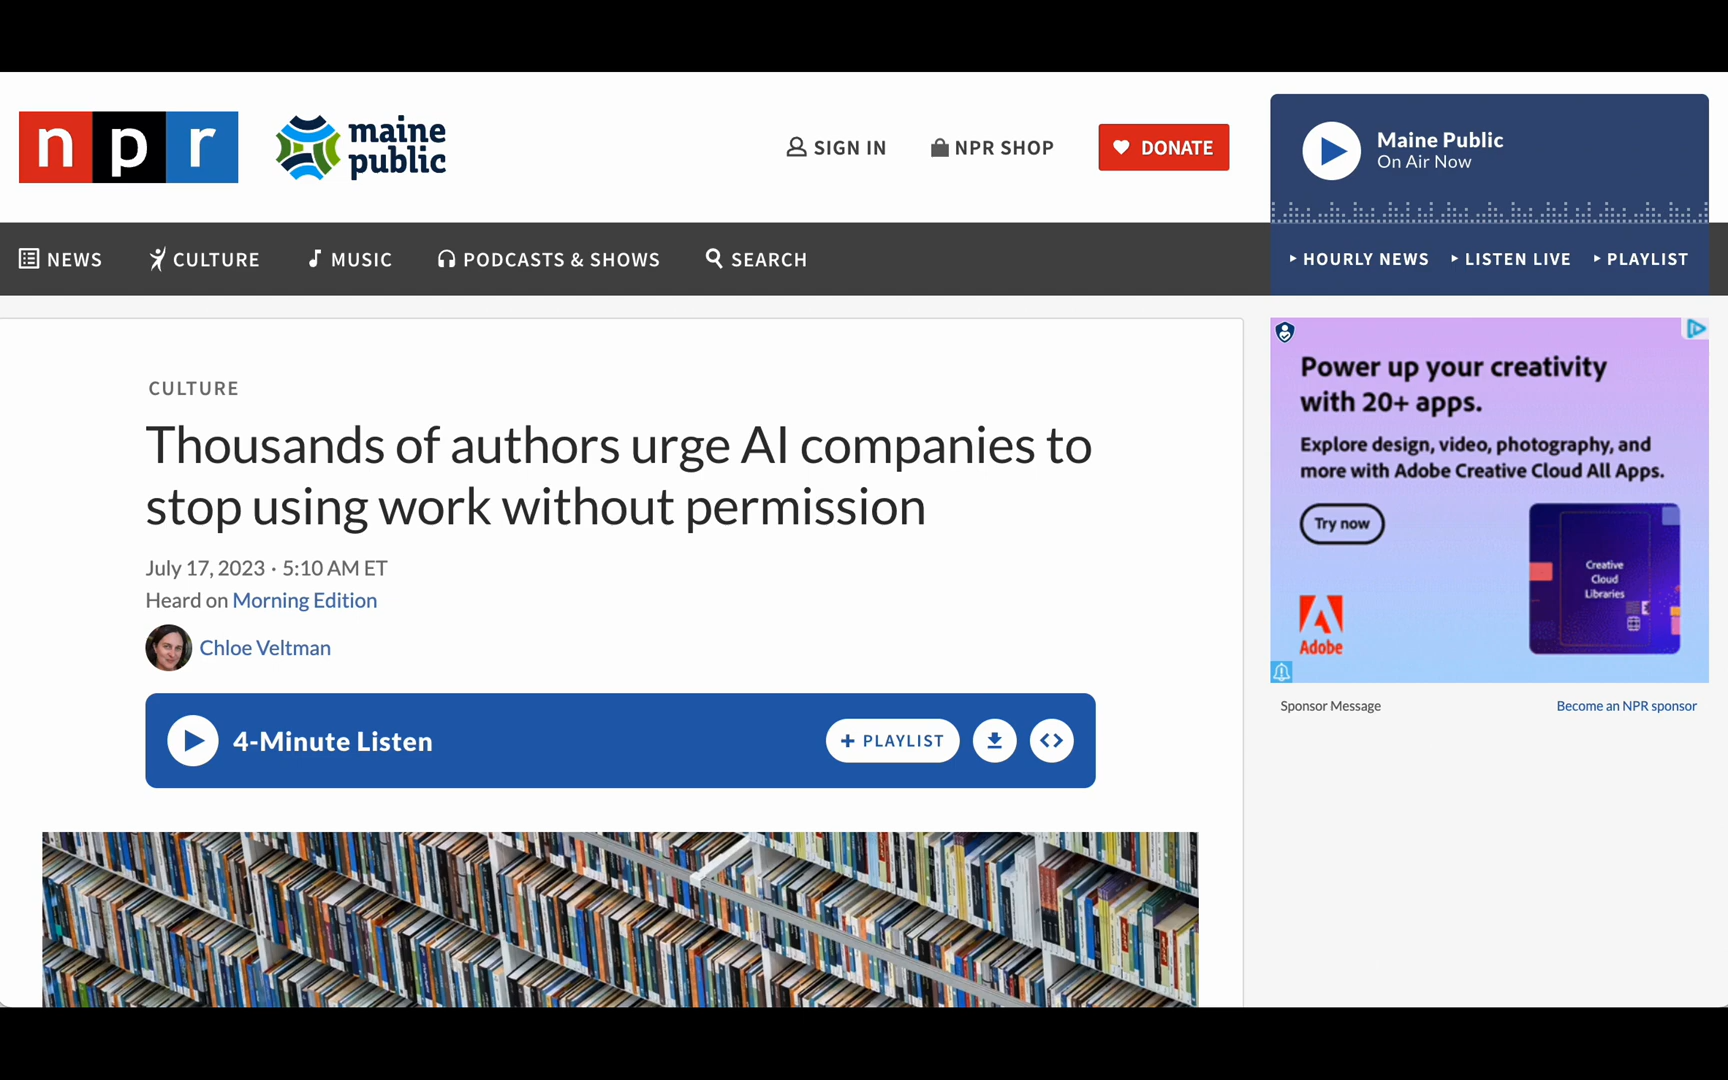 npr
maine
public
SIGN IN
NPR SHOP
DONATE
Maine Public
On Air Now
NEWS
CULTURE
MUSIC
PODCASTS & SHOWS
SEARCH
HOURLY NEWS
LISTEN LIVE
PLAYLIST
CULTURE
Thousands of authors urge AI companies to
stop using work without permission
July 17, 2023 · 5:10 AM ET
Heard on Morning Edition
Chloe Veltman
4-Minute Listen
+ PLAYLIST
Power up your creativity
with 20+ apps.
Explore design, video, photography, and
more with Adobe Creative Cloud All Apps.
Try now
Creative
Cloud
Libraries
Adobe
Sponsor Message
Become an NPR sponsor